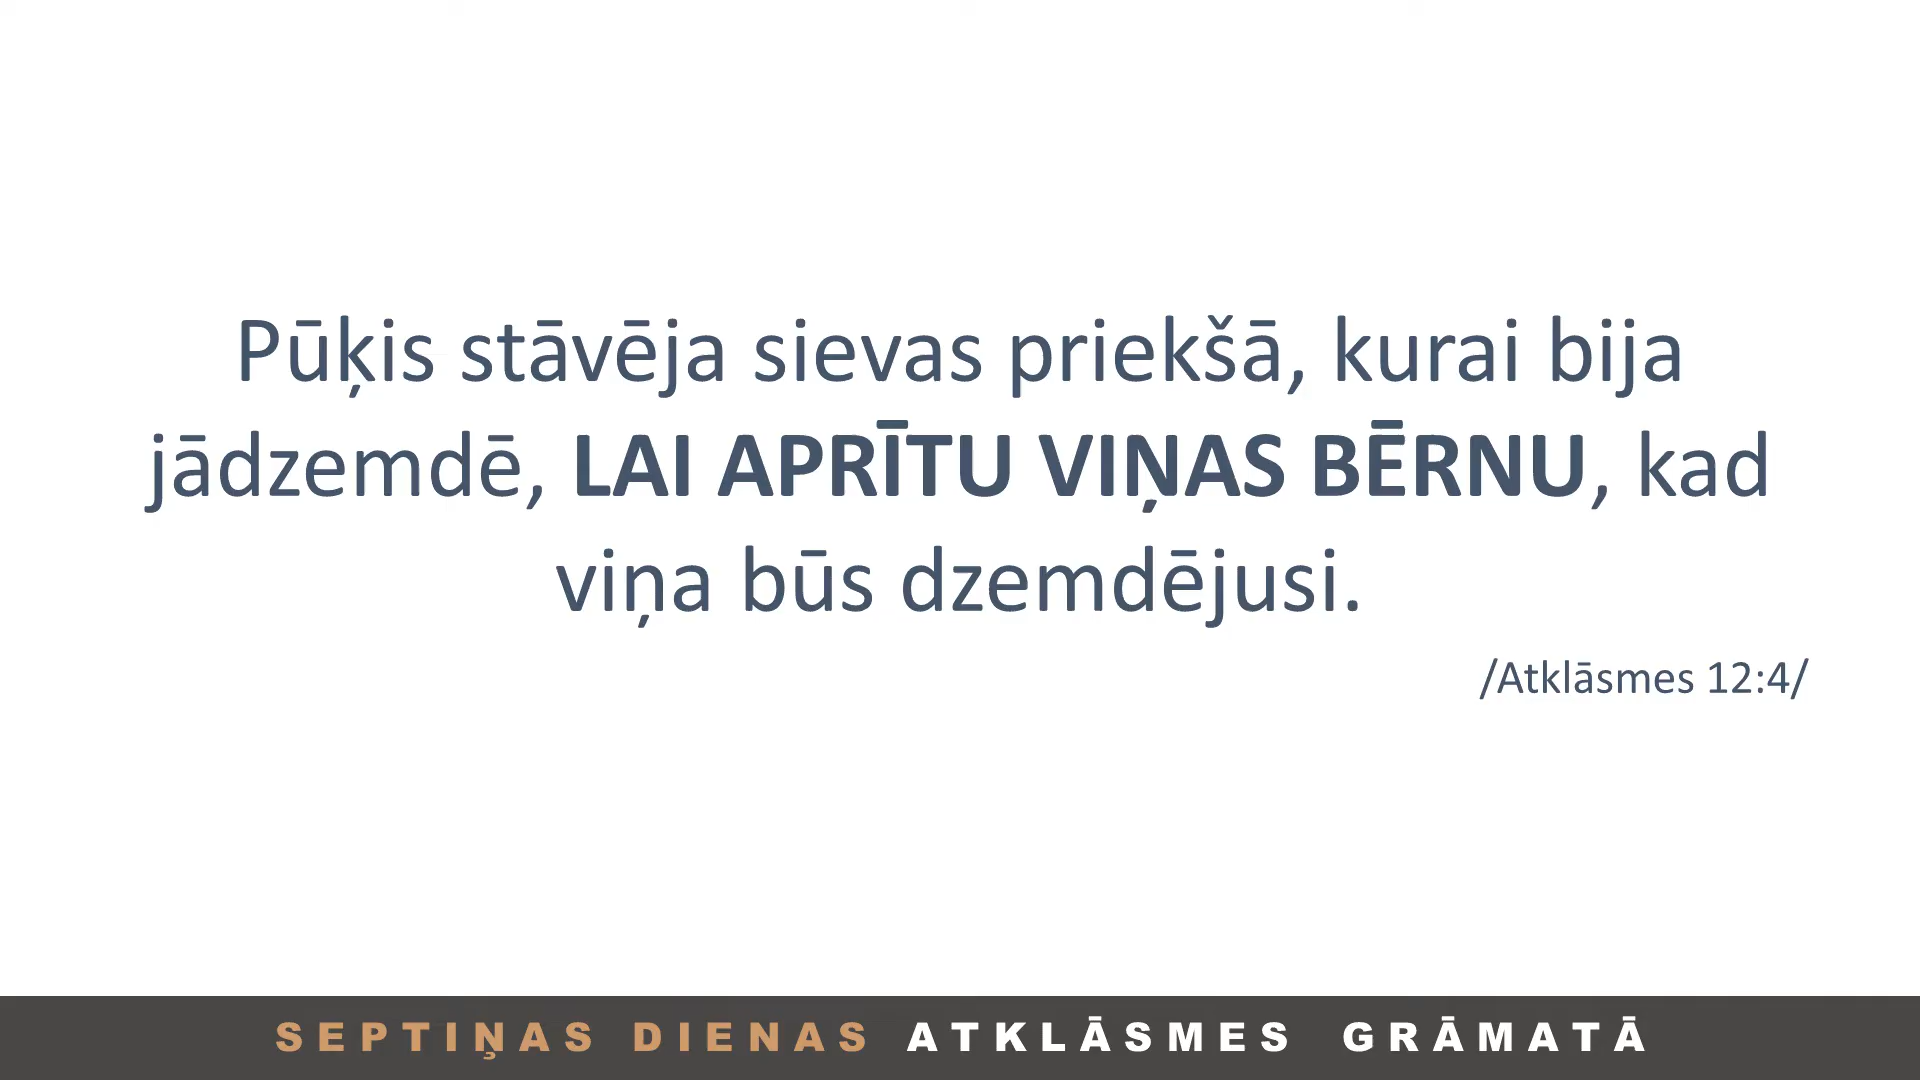 Pūķis stāvēja sievas priekšā, kurai bija
jādzemdē, LAI APRĪTU VIŅAS BĒRNU, kad
viņa būs dzemdējusi.
/Atklāsmes 12:4/
SEPTIŅAS DIENAS ATKLĀSMES GRĀMATĀ